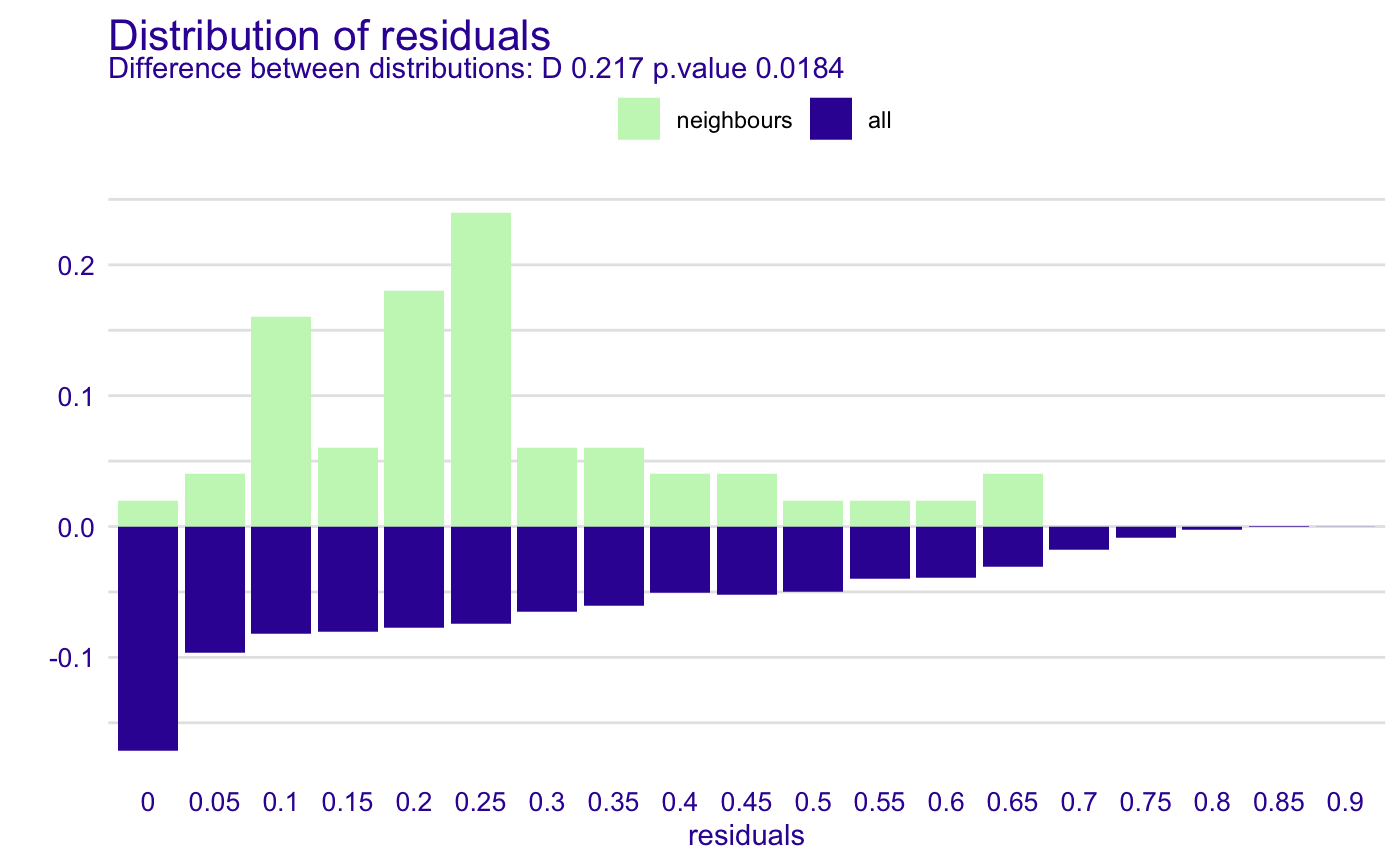 Distribution of residuals
Difference between distributions: D 0.217 p.value 0.0184
neighbours all
0.2
0.1
0.0
-0.1
0 0.05 0.1 0.15 0.2 0.25 0.3 0.35 0.4 0.45 0.5 0.55 0.6 0.65 0.7 0.75 0.8 0.85 0.9
residuals